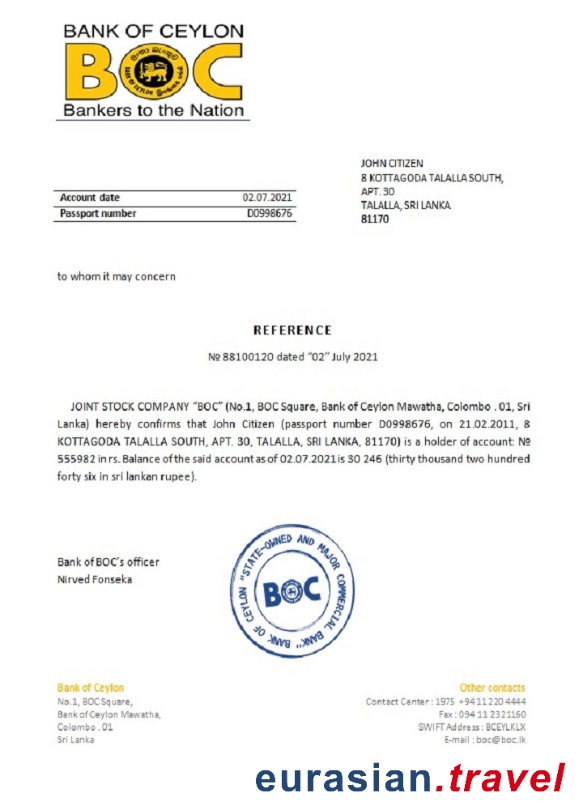 BANK OF CEYLON
BOC
Bankers to the Nation
JOHN CITIZEN
8 KOTTAGODA TALALLA SOUTH,
APT. 30
TALALLA, SRI LANKA
81170
Account date 02.07.2021
Passport number D0998676
to whom it may concern
REFERENCE
№ 88100120 dated "02" July 2021
JOINT STOCK COMPANY "BOC" (No.1, BOC Square, Bank of Ceylon Mawatha, Colombo . 01, Sri
Lanka) hereby confirms that John Citizen (passport number D0998676, on 21.02.2011, 8
KOTTAGODA TALALLA SOUTH, APT. 30, TALALLA, SRI LANKA, 81170) is a holder of account: №
555982 in rs. Balance of the said account as of 02.07.2021 is 30 246 (thirty thousand two hundred
forty six in sri lankan rupee).
Bank of BOC's officer
Nirved Fonseka
BANK OF CEYLON "STATE-OWNED AND MAJOR COMMERCIAL BANK"
BOC
Bank of Ceylon
No.1, BOC Square,
Bank of Ceylon Mawatha,
Colombo . 01
Sri Lanka
Other contacts
Contact Center : 1975 +94 11 220 4444
Fax : 094 11 2321160
SWIFT Address : BCEYLKLX
E-mail : boc@boc.lk
eurasian.travel